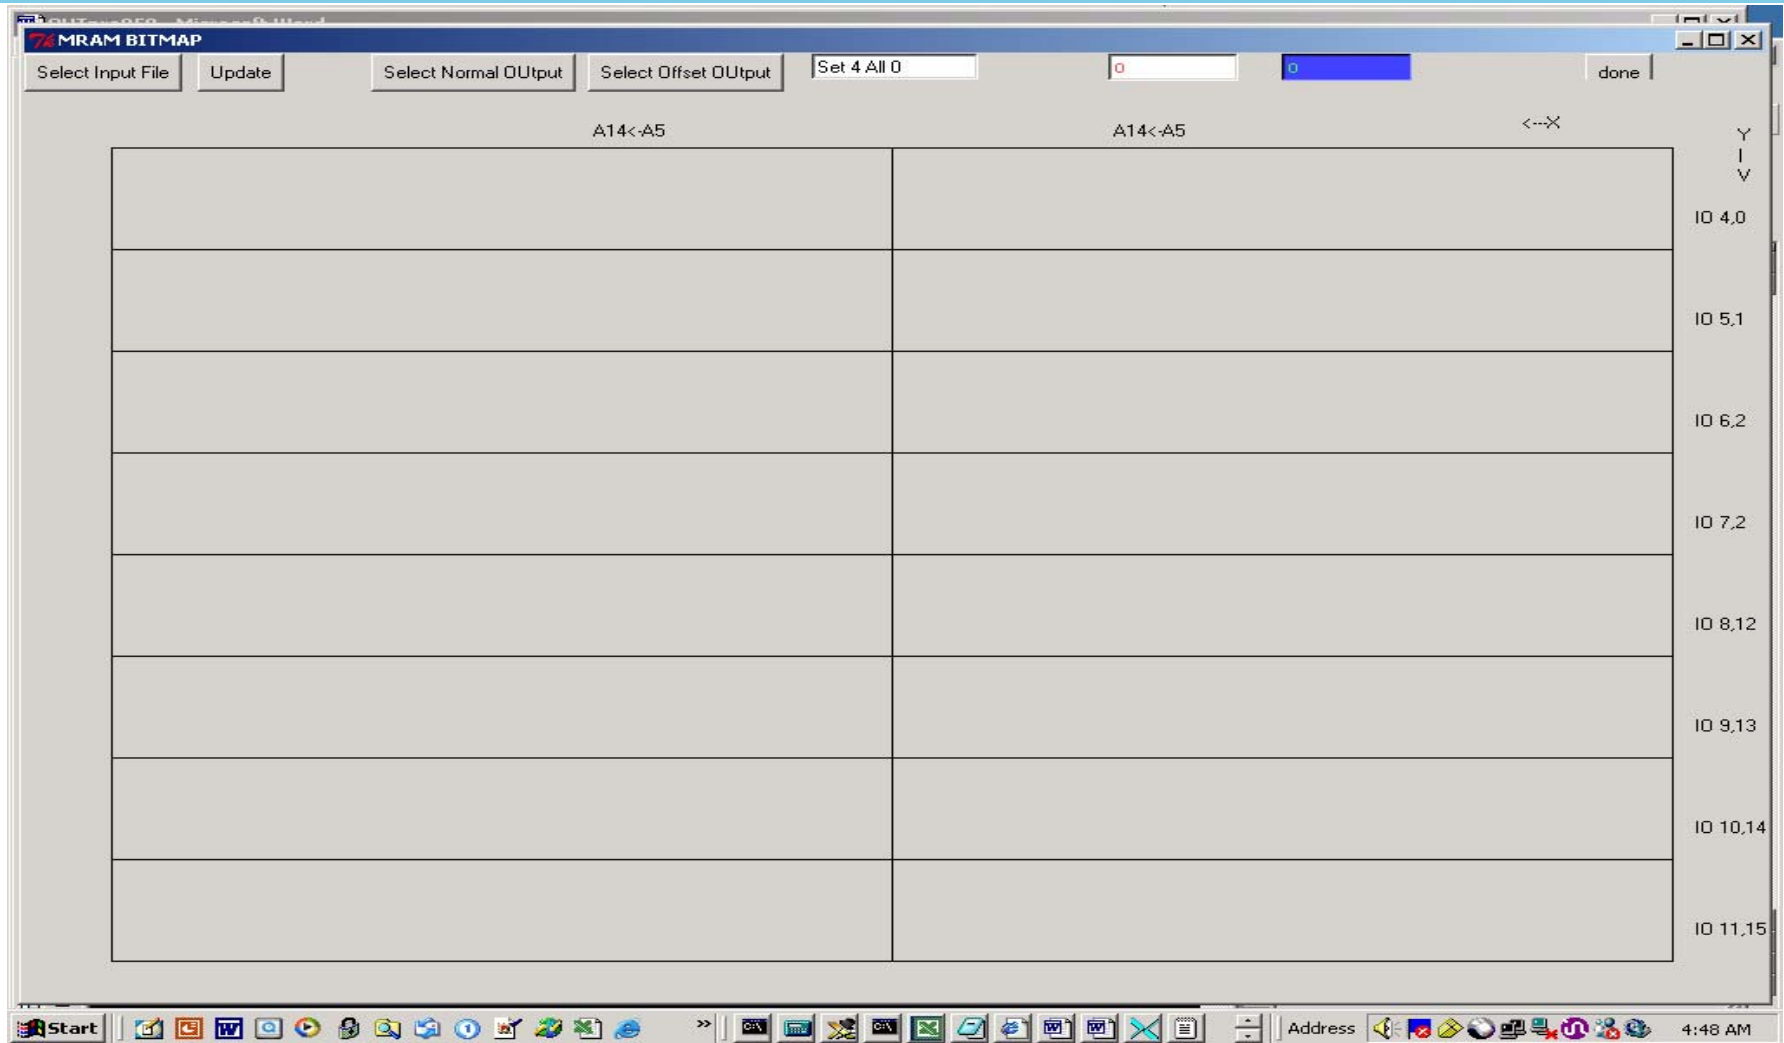 MRAM BITMAP
Select Input File Update Select Normal OUtput Select Offset OUtput Set 4 All 0 0 0 done
A14<-A5 A14<-A5 <---X
Y
|
V
IO 4,0
IO 5,1
IO 6,2
IO 7,2
IO 8,12
IO 9,13
IO 10,14
IO 11,15
Start » Address 4:48 AM